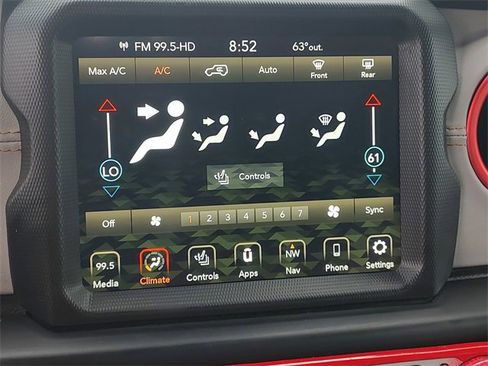 FM 99.5-HD 8:52 63°out.
Max A/C A/C Auto Front Rear
LO 61
Controls
Off 1 2 3 4 5 6 7 Sync
99.5 NW
Media Climate Controls Apps Nav Phone Settings